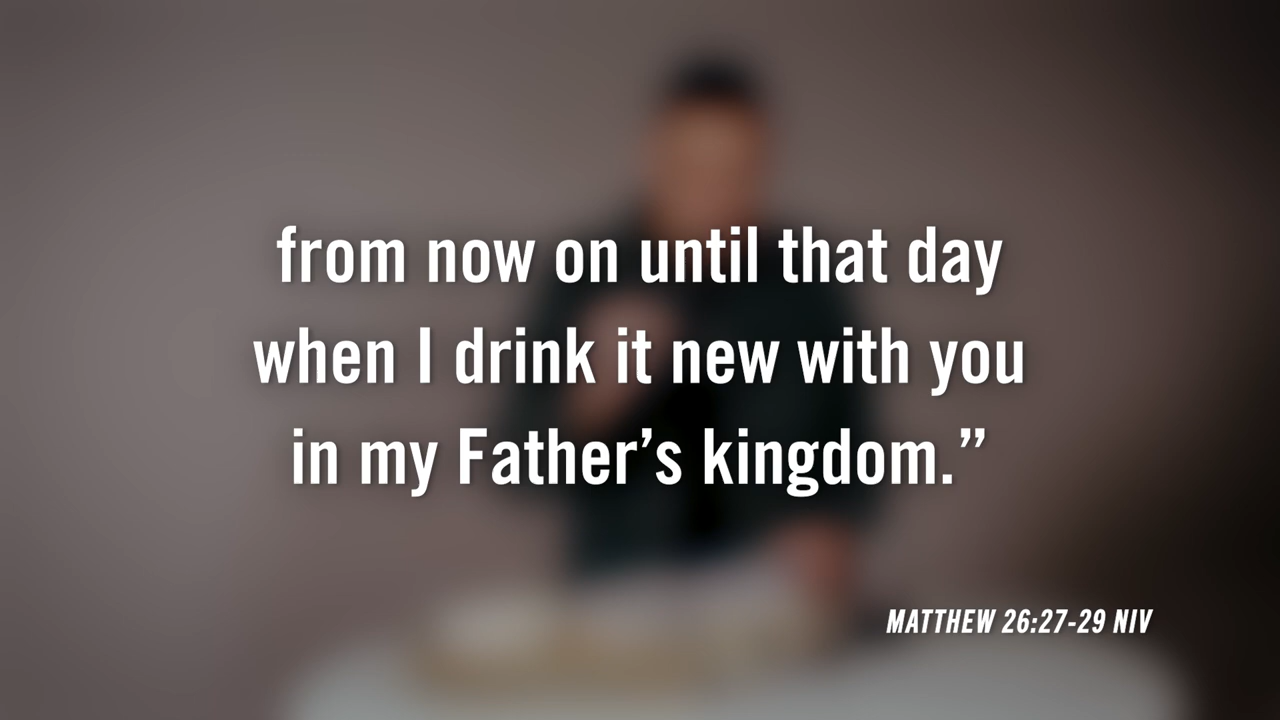 from now on until that day
when I drink it new with you
in my Father’s kingdom.”
MATTHEW 26:27-29 NIV